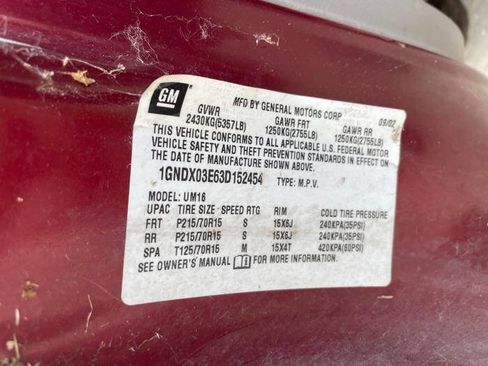 GM
MFD BY GENERAL MOTORS CORP 09/02
GVWR GAWR FRT GAWR RR
2430KG(5357LB) 1250KG(2755LB) 1250KG(2755LB)
THIS VEHICLE CONFORMS TO ALL APPLICABLE U.S. FEDERAL MOTOR
VEHICLE SAFETY AND THEFT PREVENTION STANDARDS IN EFFECT ON
THE DATE OF MANUFACTURE SHOWN ABOVE.
1GNDX03E63D152454 TYPE: M.P.V.
MODEL: UM16
UPAC TIRE SIZE SPEED RTG RIM COLD TIRE PRESSURE
FRT P215/70R15 S 15X6J 240KPA(35PSI)
RR P215/70R15 S 15X6J 240KPA(35PSI)
SPA T125/70R15 M 15X4T 420KPA(60PSI)
SEE OWNER'S MANUAL FOR MORE INFORMATION